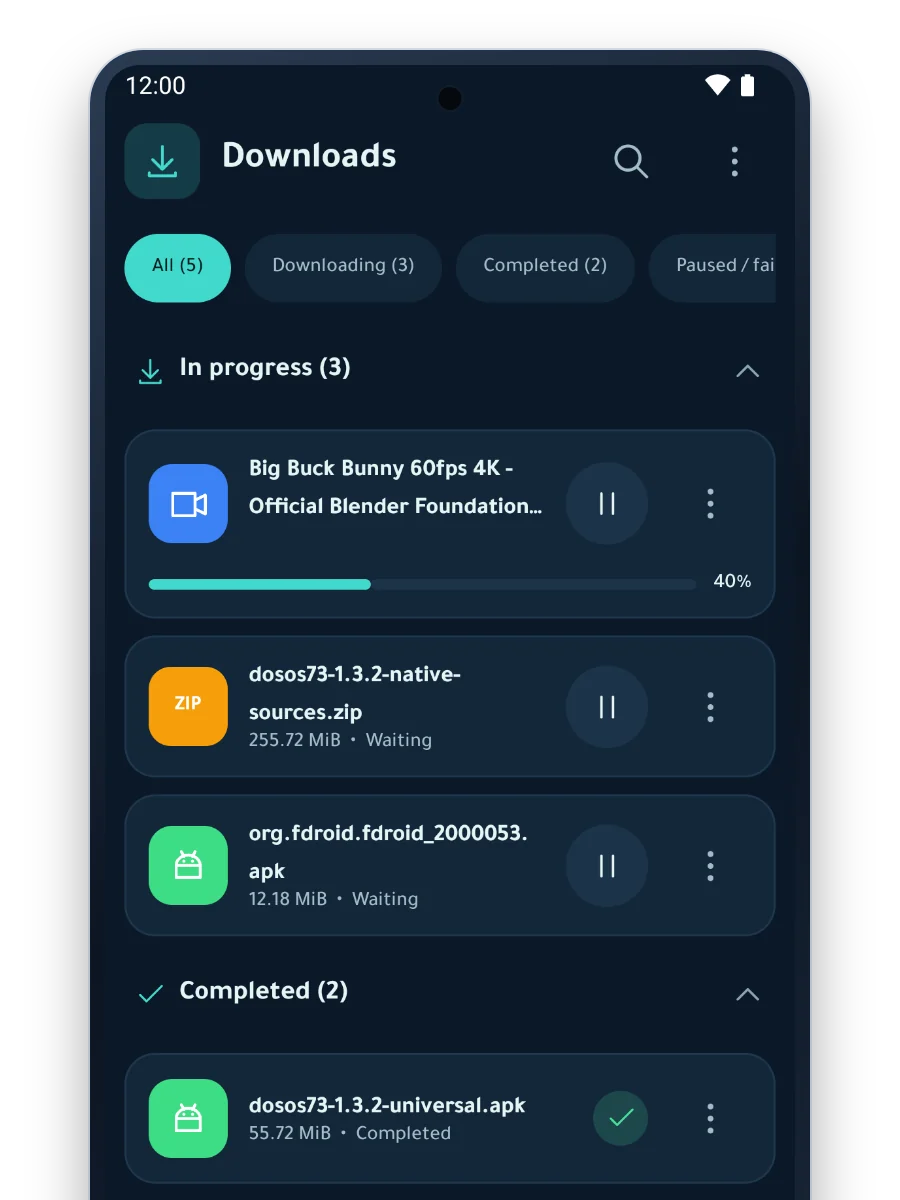 12:00
Downloads
All (5)
Downloading (3)
Completed (2)
Paused / fai
In progress (3)
Big Buck Bunny 60fps 4K -
Official Blender Foundation…
40%
ZIP
dosos73-1.3.2-native-
sources.zip
255.72 MiB • Waiting
org.fdroid.fdroid_2000053.
apk
12.18 MiB • Waiting
Completed (2)
dosos73-1.3.2-universal.apk
55.72 MiB • Completed